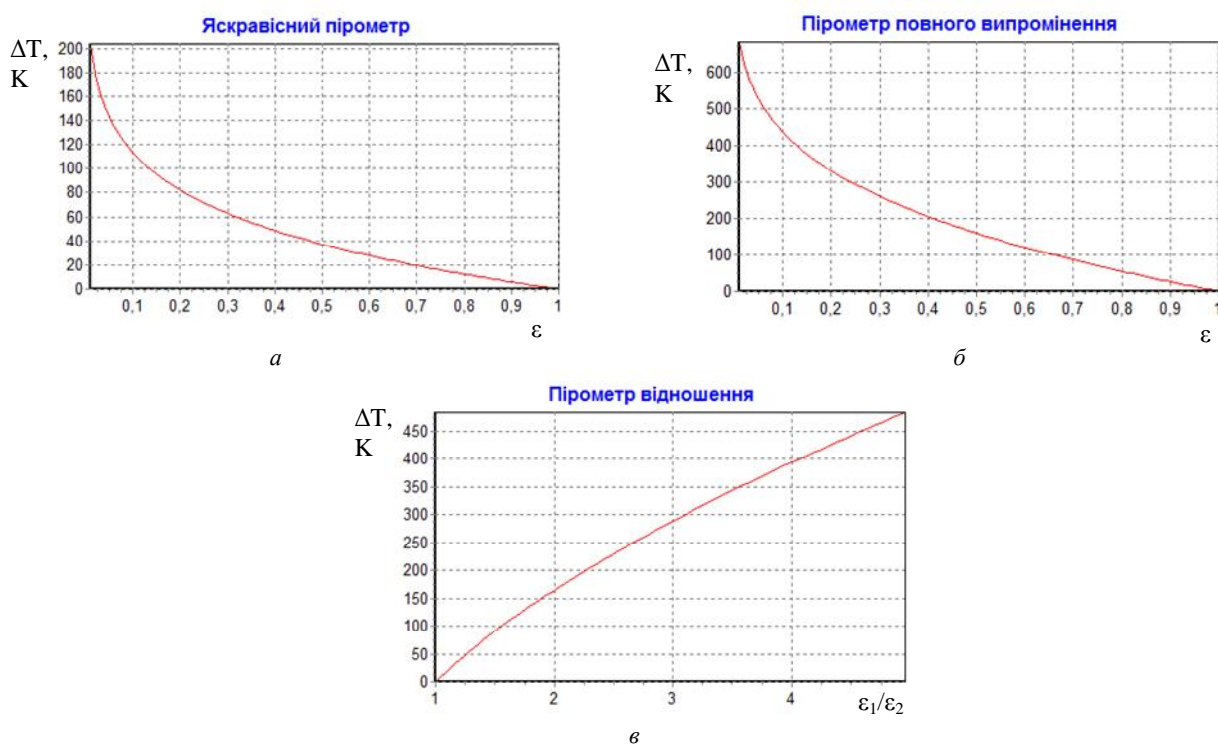 Яскравісний пірометр
ΔT,
K
200
180
160
140
120
100
80
60
40
20
0
0,1 0,2 0,3 0,4 0,5 0,6 0,7 0,8 0,9 1
ε
а
Пірометр повного випромінення
ΔT,
K
600
500
400
300
200
100
0
0,1 0,2 0,3 0,4 0,5 0,6 0,7 0,8 0,9 1
ε
б
Пірометр відношення
ΔT,
K
450
400
350
300
250
200
150
100
50
0
1 2 3 4
ε₁/ε₂
в